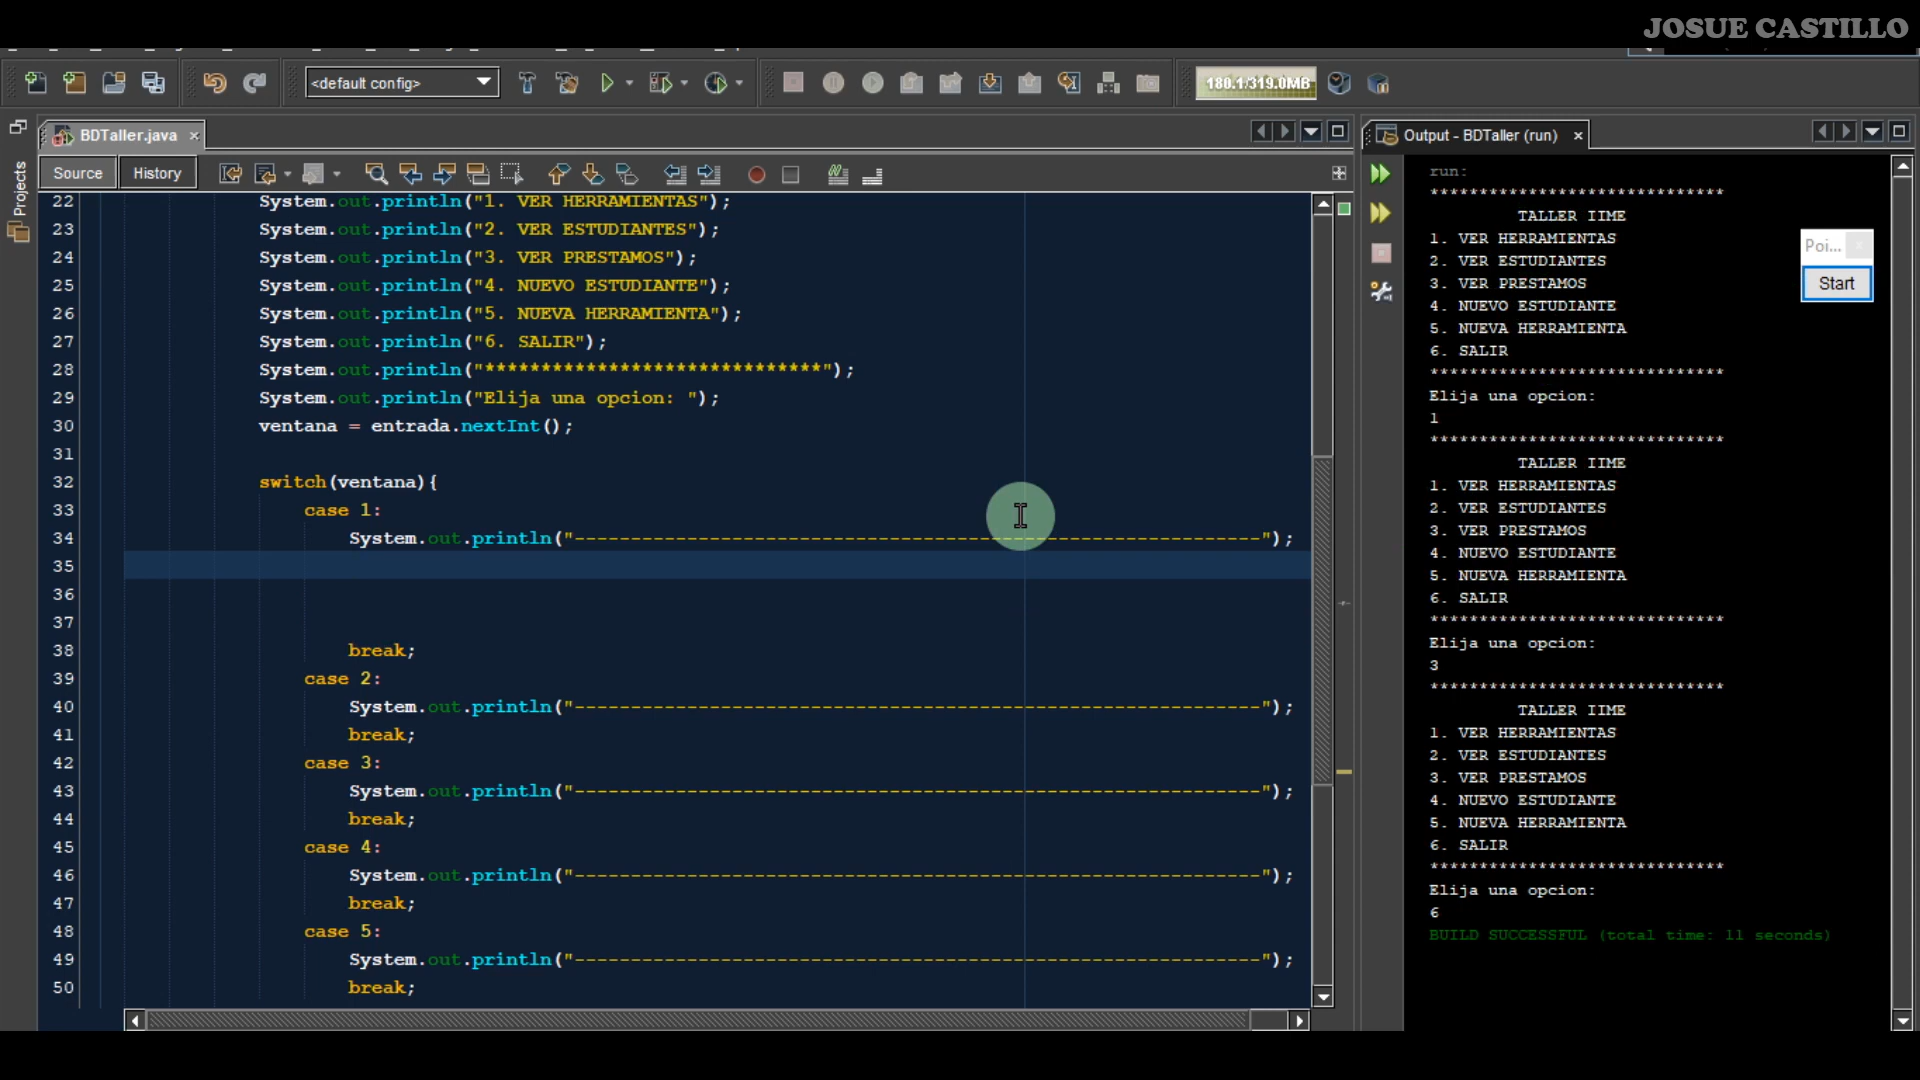 JOSUE CASTILLO
<default config>
180.1/319.0MB
BDTaller.java
Output - BDTaller (run)
Source
History
Projects
22 System.out.println("1. VER HERRAMIENTAS");
23 System.out.println("2. VER ESTUDIANTES");
24 System.out.println("3. VER PRESTAMOS");
25 System.out.println("4. NUEVO ESTUDIANTE");
26 System.out.println("5. NUEVA HERRAMIENTA");
27 System.out.println("6. SALIR");
28 System.out.println("******************************");
29 System.out.println("Elija una opcion: ");
30 ventana = entrada.nextInt();
31
32 switch(ventana){
33 case 1:
34 System.out.println("-------------------------------------------------------------");
35
36
37
38 break;
39 case 2:
40 System.out.println("-------------------------------------------------------------");
41 break;
42 case 3:
43 System.out.println("-------------------------------------------------------------");
44 break;
45 case 4:
46 System.out.println("-------------------------------------------------------------");
47 break;
48 case 5:
49 System.out.println("-------------------------------------------------------------");
50 break;
run:
******************************
TALLER IIME
1. VER HERRAMIENTAS
2. VER ESTUDIANTES
3. VER PRESTAMOS
4. NUEVO ESTUDIANTE
5. NUEVA HERRAMIENTA
6. SALIR
******************************
Elija una opcion:
1
******************************
TALLER IIME
1. VER HERRAMIENTAS
2. VER ESTUDIANTES
3. VER PRESTAMOS
4. NUEVO ESTUDIANTE
5. NUEVA HERRAMIENTA
6. SALIR
******************************
Elija una opcion:
3
******************************
TALLER IIME
1. VER HERRAMIENTAS
2. VER ESTUDIANTES
3. VER PRESTAMOS
4. NUEVO ESTUDIANTE
5. NUEVA HERRAMIENTA
6. SALIR
******************************
Elija una opcion:
6
BUILD SUCCESSFUL (total time: 11 seconds)
Poi...
Start